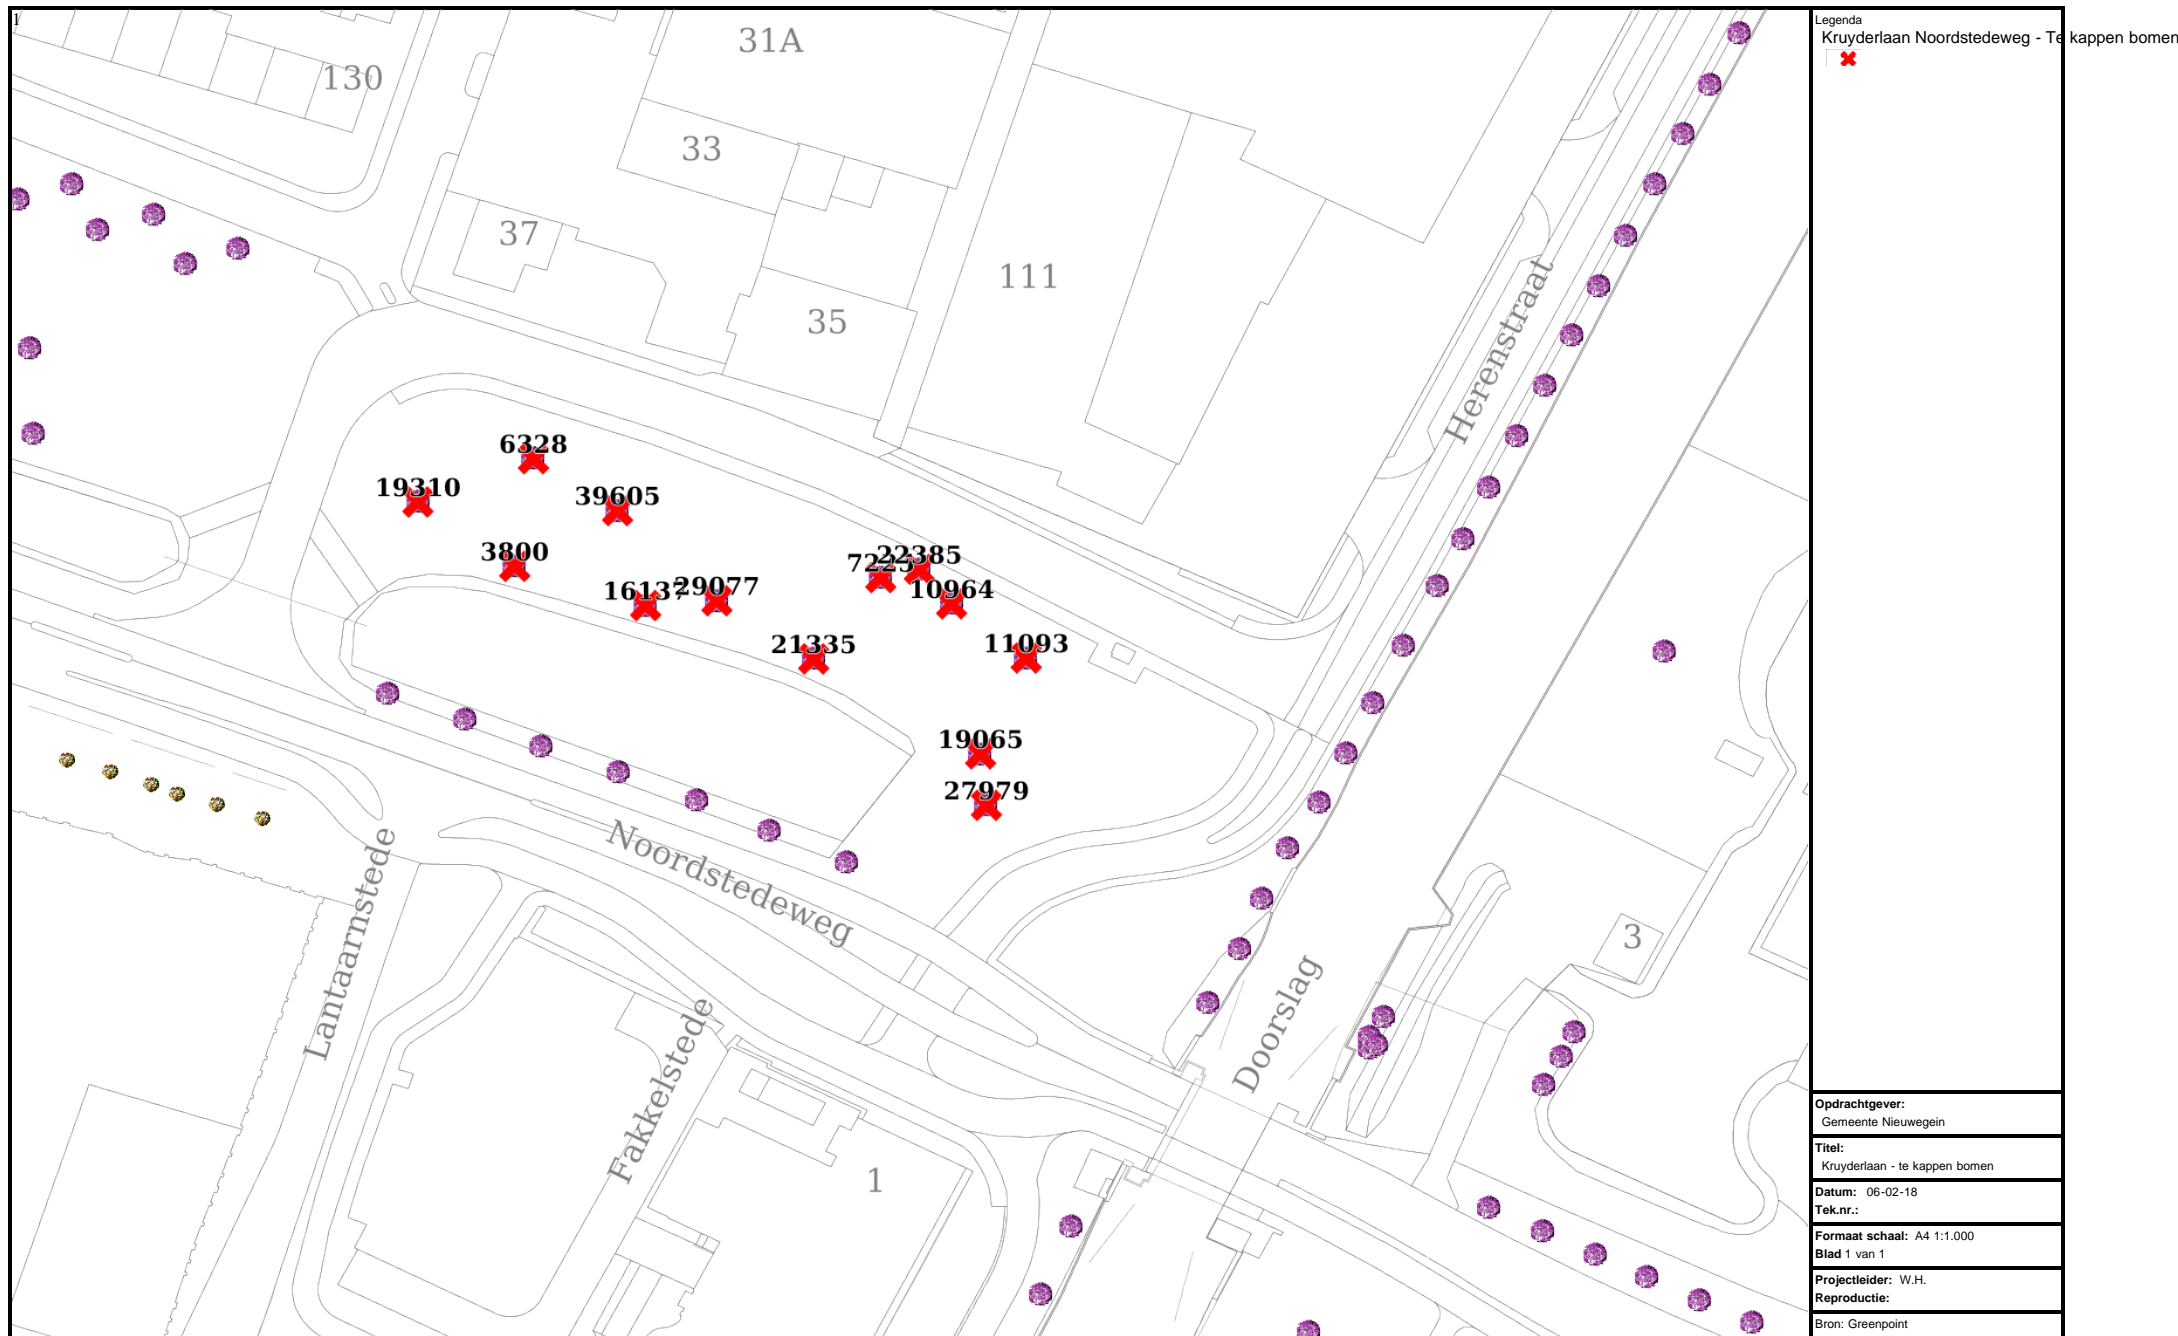 1
31A
130
33
37
111
35
Herenstraat
6328
19310
39605
3800
22385
16137
29077
10964
21335
11093
19065
27979
Noordstedeweg
Lantaarnstede
Fakkelstede
Doorslag
3
1
Legenda
Kruyderlaan Noordstedeweg - Te kappen bomen
Opdrachtgever:
Gemeente Nieuwegein
Titel:
Kruyderlaan - te kappen bomen
Datum: 06-02-18
Tek.nr.:
Formaat schaal: A4 1:1.000
Blad 1 van 1
Projectleider: W.H.
Reproductie:
Bron: Greenpoint